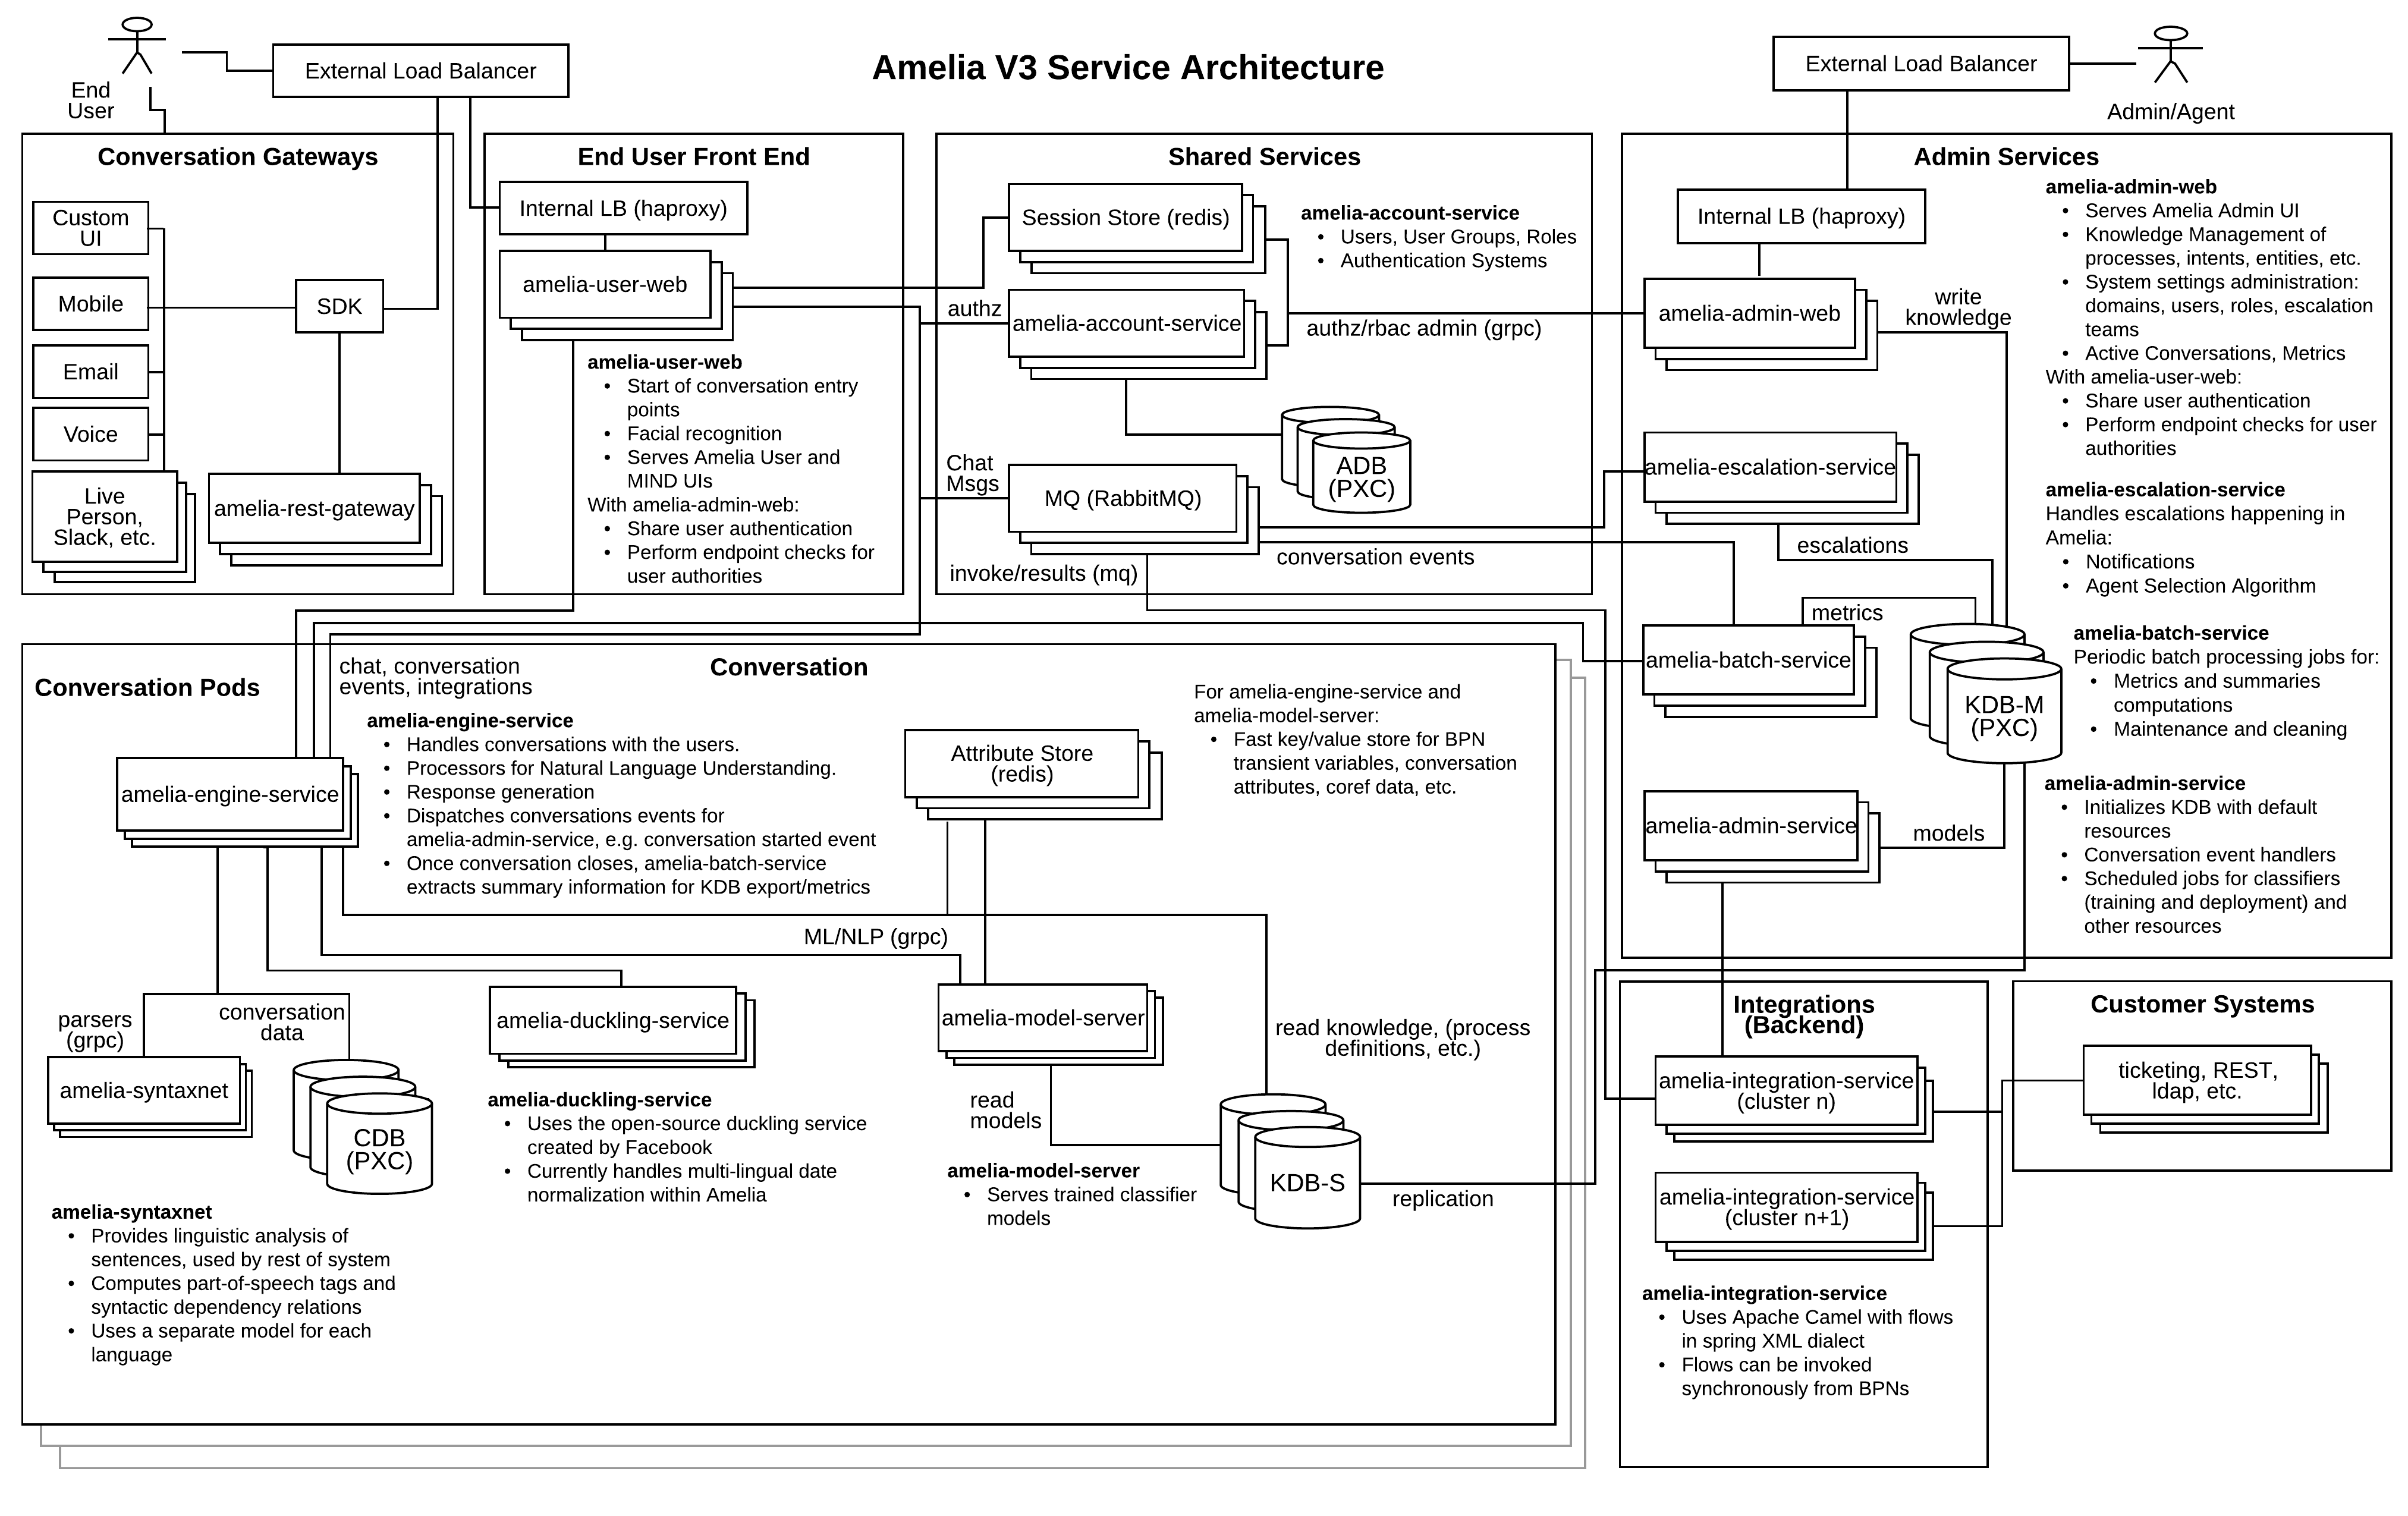 Amelia V3 Service Architecture
End
User
External Load Balancer
External Load Balancer
Admin/Agent
Conversation Gateways
Custom
UI
Mobile
Email
Voice
Live
Person,
Slack, etc.
SDK
amelia-rest-gateway
End User Front End
Internal LB (haproxy)
amelia-user-web
amelia-user-web
• Start of conversation entry
points
• Facial recognition
• Serves Amelia User and
MIND UIs
With amelia-admin-web:
• Share user authentication
• Perform endpoint checks for
user authorities
Shared Services
Session Store (redis)
amelia-account-service
• Users, User Groups, Roles
• Authentication Systems
authz
amelia-account-service
authz/rbac admin (grpc)
ADB
(PXC)
Chat
Msgs
MQ (RabbitMQ)
conversation events
invoke/results (mq)
Admin Services
Internal LB (haproxy)
amelia-admin-web
write
knowledge
amelia-escalation-service
escalations
metrics
amelia-batch-service
KDB-M
(PXC)
amelia-admin-service
models
amelia-admin-web
• Serves Amelia Admin UI
• Knowledge Management of
processes, intents, entities, etc.
• System settings administration:
domains, users, roles, escalation
teams
• Active Conversations, Metrics
With amelia-user-web:
• Share user authentication
• Perform endpoint checks for user
authorities
amelia-escalation-service
Handles escalations happening in
Amelia:
• Notifications
• Agent Selection Algorithm
amelia-batch-service
Periodic batch processing jobs for:
• Metrics and summaries
computations
• Maintenance and cleaning
amelia-admin-service
• Initializes KDB with default
resources
• Conversation event handlers
• Scheduled jobs for classifiers
(training and deployment) and
other resources
Conversation Pods
chat, conversation
events, integrations
Conversation
amelia-engine-service
amelia-engine-service
• Handles conversations with the users.
• Processors for Natural Language Understanding.
• Response generation
• Dispatches conversations events for
amelia-admin-service, e.g. conversation started event
• Once conversation closes, amelia-batch-service
extracts summary information for KDB export/metrics
Attribute Store
(redis)
For amelia-engine-service and
amelia-model-server:
• Fast key/value store for BPN
transient variables, conversation
attributes, coref data, etc.
ML/NLP (grpc)
parsers
(grpc)
conversation
data
amelia-syntaxnet
CDB
(PXC)
amelia-syntaxnet
• Provides linguistic analysis of
sentences, used by rest of system
• Computes part-of-speech tags and
syntactic dependency relations
• Uses a separate model for each
language
amelia-duckling-service
amelia-duckling-service
• Uses the open-source duckling service
created by Facebook
• Currently handles multi-lingual date
normalization within Amelia
amelia-model-server
read
models
amelia-model-server
• Serves trained classifier
models
read knowledge, (process
definitions, etc.)
KDB-S
replication
Integrations
(Backend)
amelia-integration-service
(cluster n)
amelia-integration-service
(cluster n+1)
amelia-integration-service
• Uses Apache Camel with flows
in spring XML dialect
• Flows can be invoked
synchronously from BPNs
Customer Systems
ticketing, REST,
ldap, etc.